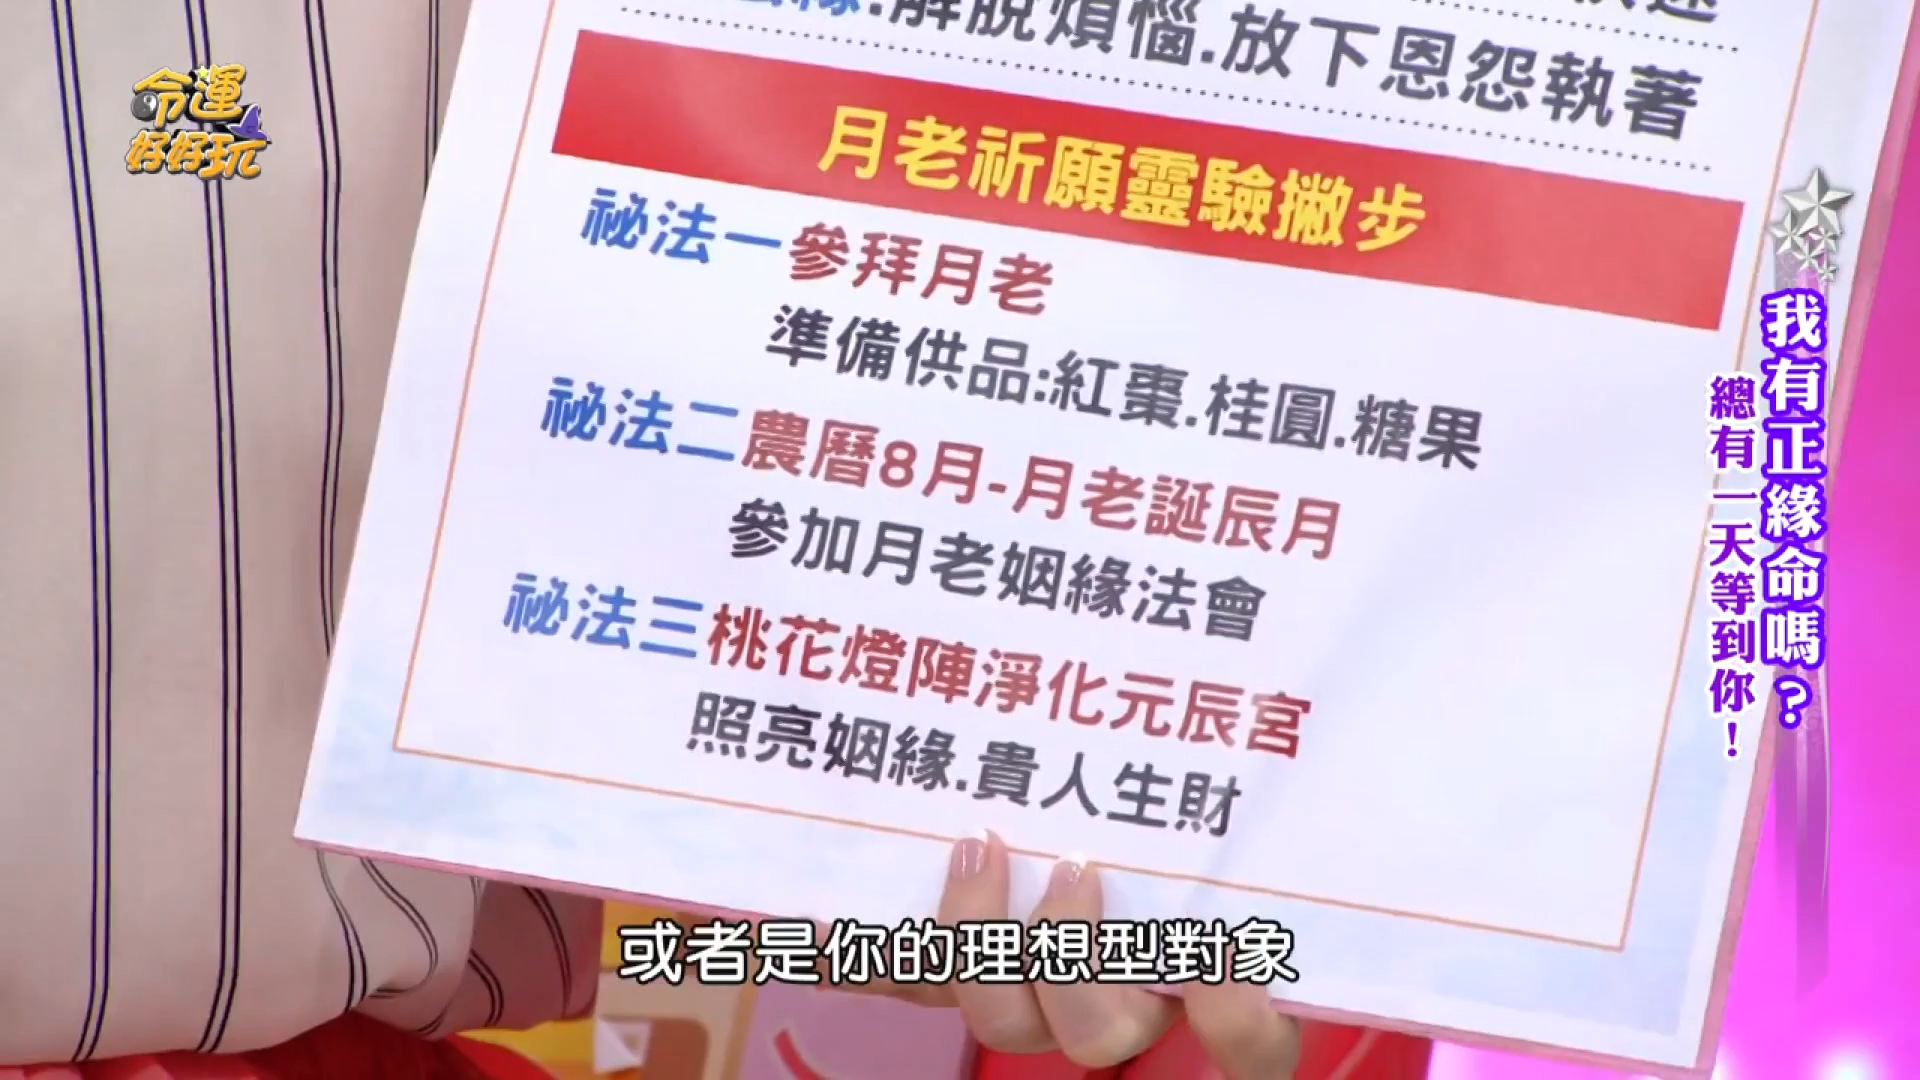 命運
好好玩
解脫煩惱.放下恩怨執著
月老祈願靈驗撇步
祕法一參拜月老
準備供品:紅棗.桂圓.糖果
祕法二農曆8月-月老誕辰月
參加月老姻緣法會
祕法三桃花燈陣淨化元辰宮
照亮姻緣.貴人生財
我有正緣命嗎？
總有一天等到你！
或者是你的理想型對象